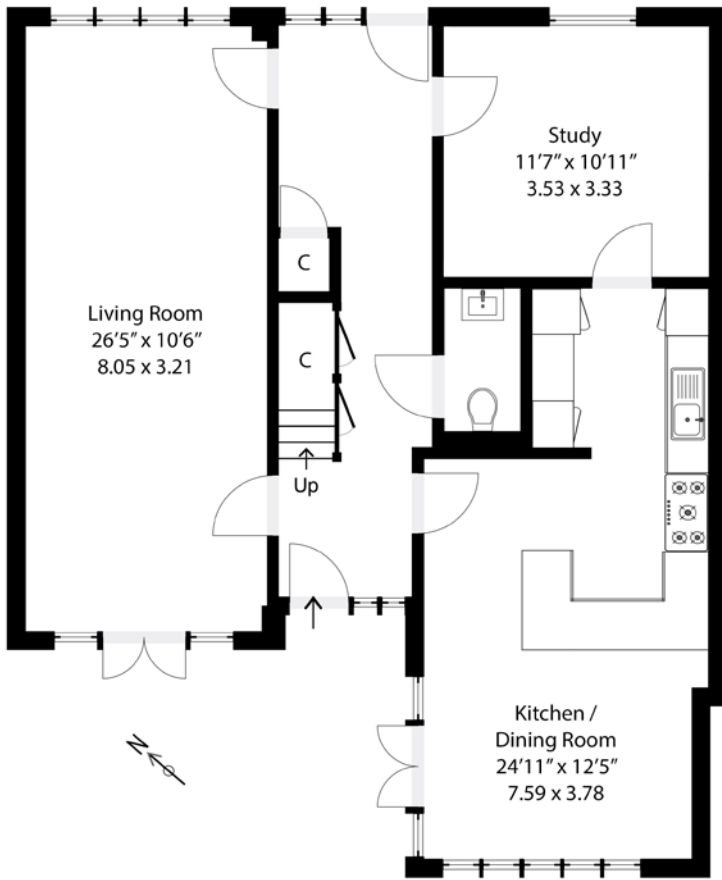 Study
11'7" x 10'11"
3.53 x 3.33
C
Living Room
26'5" x 10'6"
8.05 x 3.21
C
Up
N
Kitchen /
Dining Room
24'11" x 12'5"
7.59 x 3.78